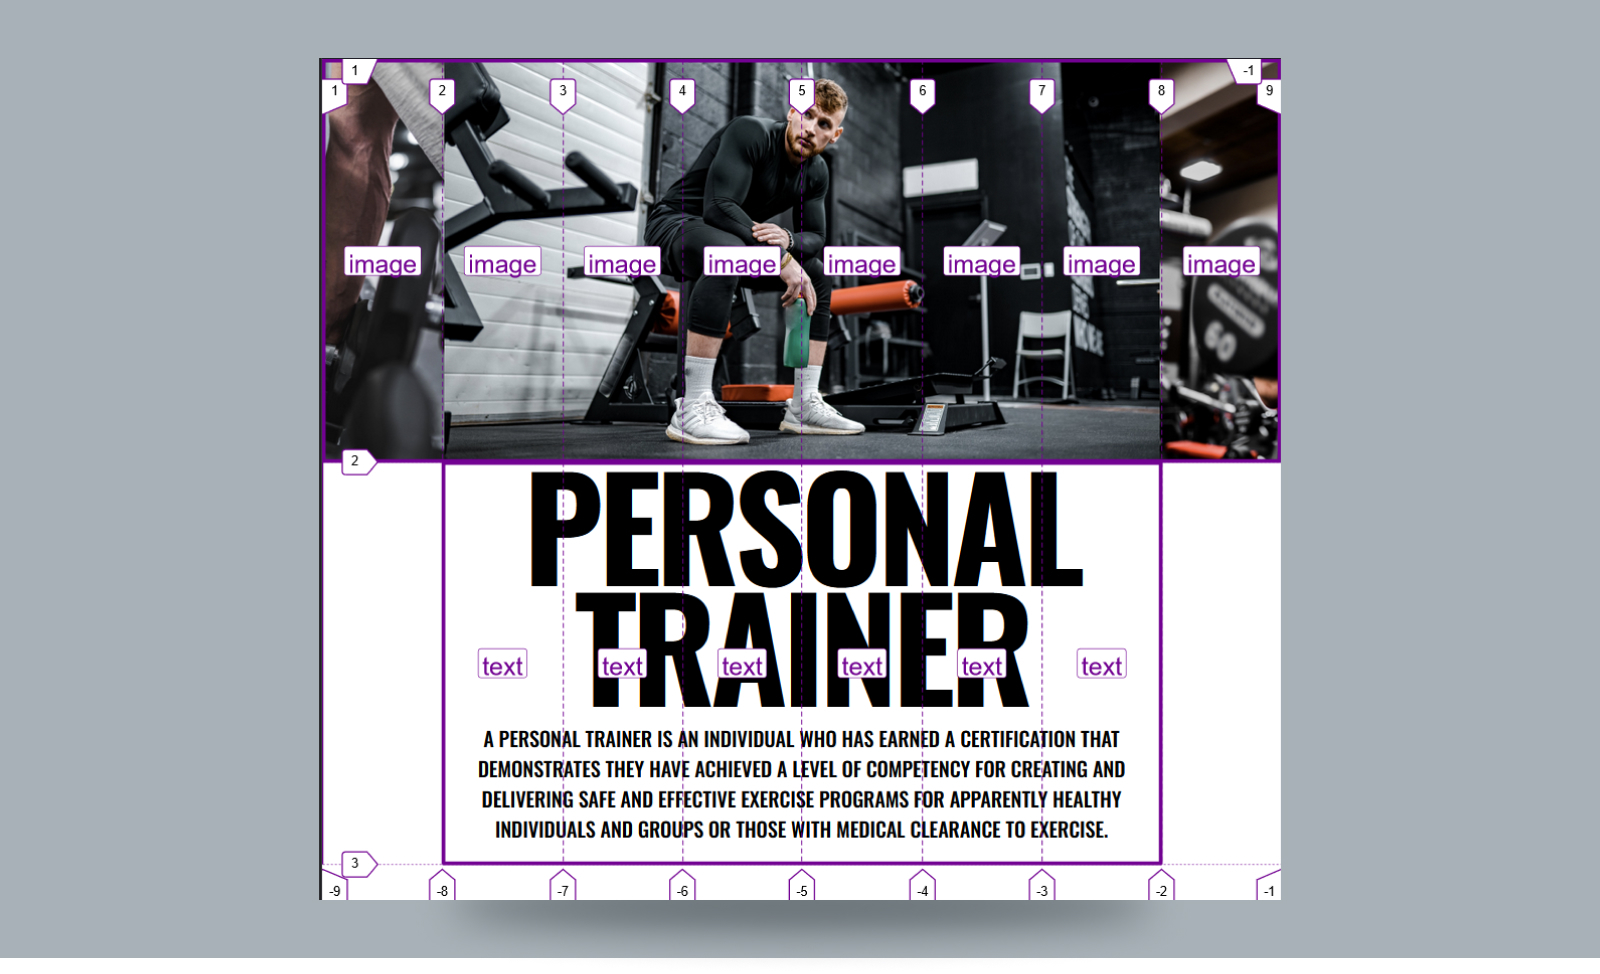 1 -1
1 2 3 4 5 6 7 8 9
image image image image image image image image
60
2
PERSONAL
TRAINER
text text text text text text
A PERSONAL TRAINER IS AN INDIVIDUAL WHO HAS EARNED A CERTIFICATION THAT
DEMONSTRATES THEY HAVE ACHIEVED A LEVEL OF COMPETENCY FOR CREATING AND
DELIVERING SAFE AND EFFECTIVE EXERCISE PROGRAMS FOR APPARENTLY HEALTHY
INDIVIDUALS AND GROUPS OR THOSE WITH MEDICAL CLEARANCE TO EXERCISE.
3
-9 -8 -7 -6 -5 -4 -3 -2 -1